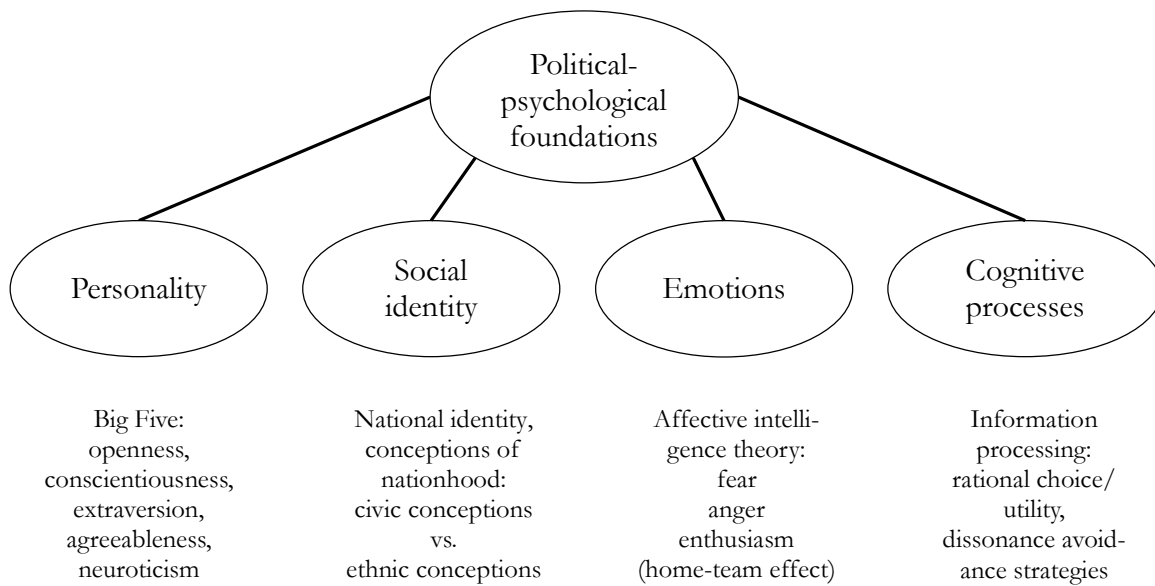 Political-
psychological
foundations
Personality
Social
identity
Emotions
Cognitive
processes
Big Five:
openness,
conscientiousness,
extraversion,
agreeableness,
neuroticism
National identity,
conceptions of
nationhood:
civic conceptions
vs.
ethnic conceptions
Affective intelli-
gence theory:
fear
anger
enthusiasm
(home-team effect)
Information
processing:
rational choice/
utility,
dissonance avoid-
ance strategies